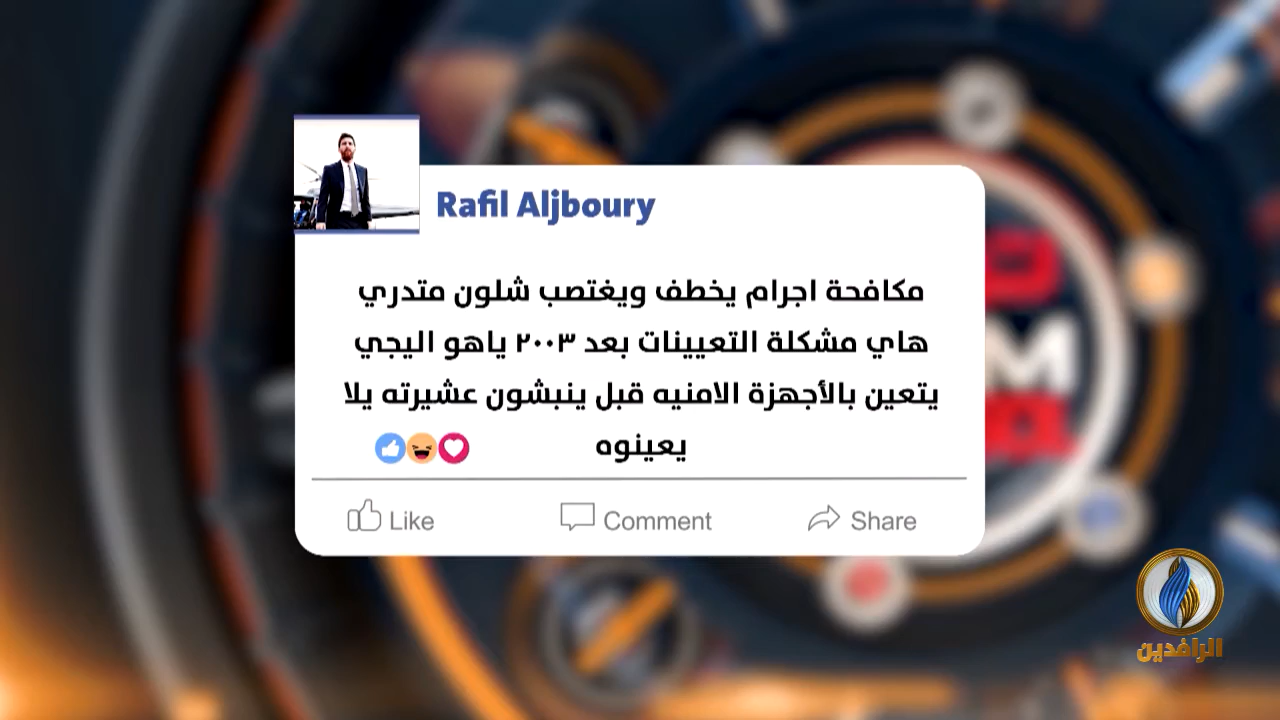 Rafil Aljboury
مكافحة اجرام يخطف ويغتصب شلون متدري
هاي مشكلة التعيينات بعد ٢٠٠٣ ياهو اليجي
يتعين بالأجهزة الامنيه قبل ينبشون عشيرته يلا
يعينوه
Like
Comment
Share
الرافدين